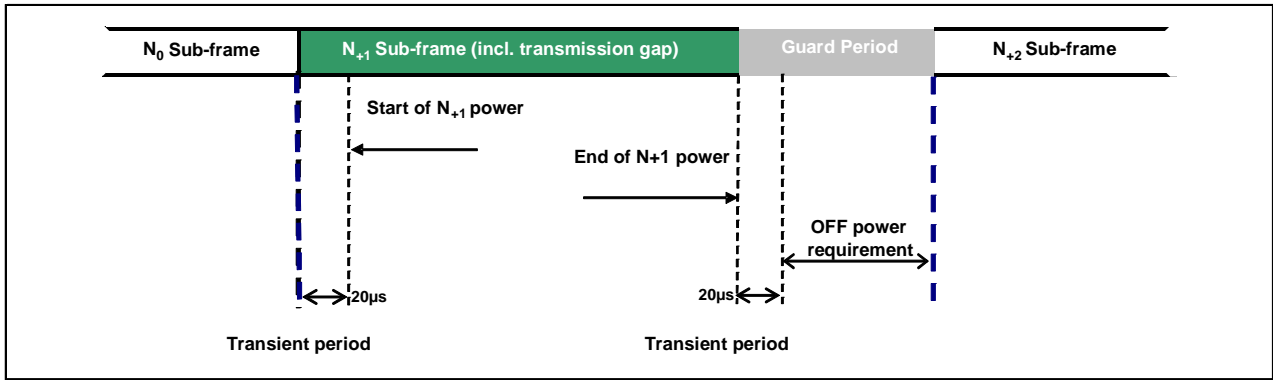 N0 Sub-frame
N+1 Sub-frame (incl. transmission gap)
Guard Period
N+2 Sub-frame
Start of N+1 power
End of N+1 power
OFF power
requirement
20µs
20µs
Transient period
Transient period